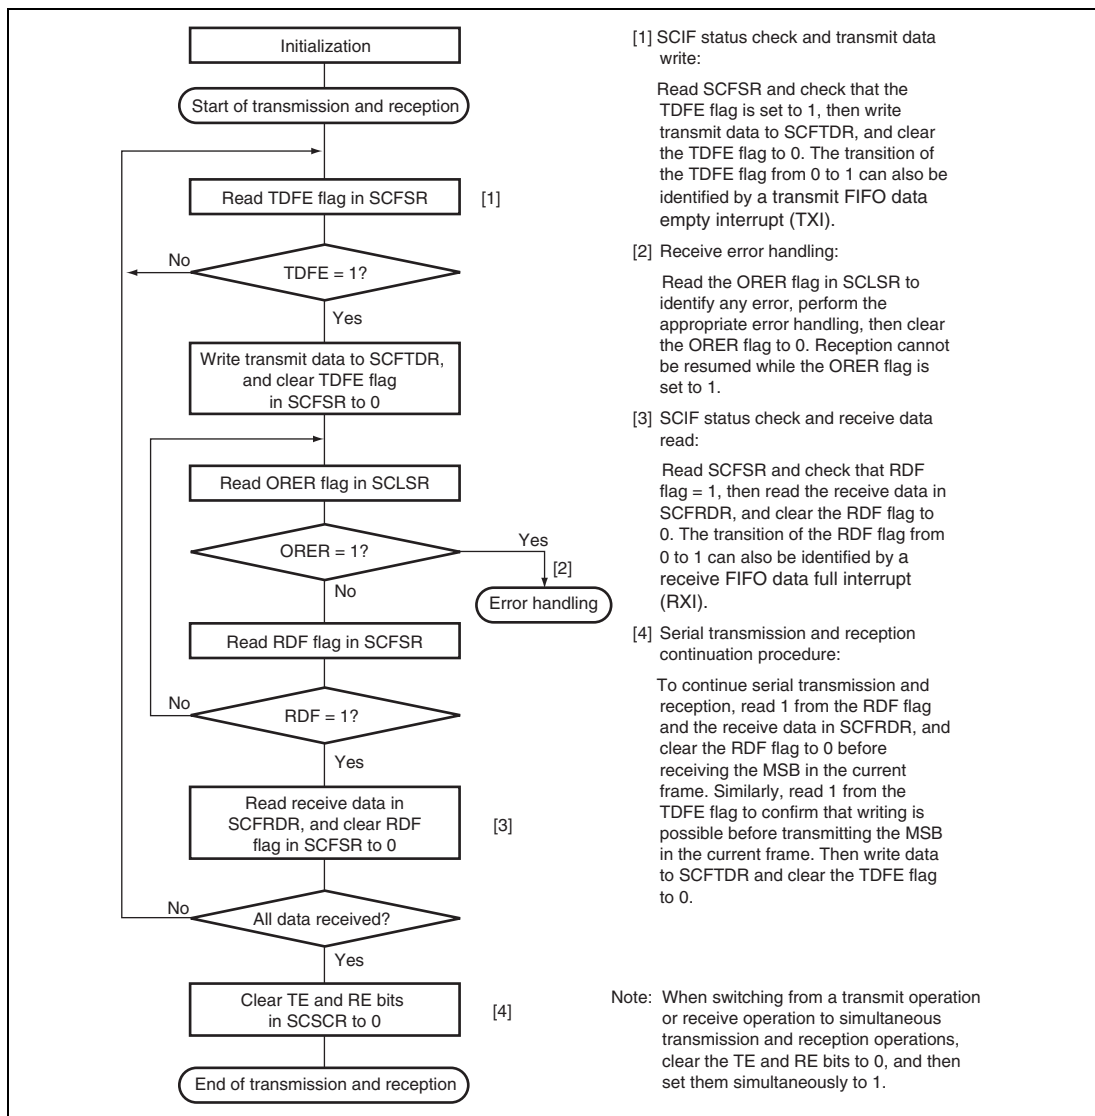 Initialization
Start of transmission and reception
Read TDFE flag in SCFSR
[1]
No
TDFE = 1?
Yes
Write transmit data to SCFTDR,
and clear TDFE flag
in SCFSR to 0
Read ORER flag in SCLSR
ORER = 1?
Yes
[2]
No
Error handling
Read RDF flag in SCFSR
No
RDF = 1?
Yes
Read receive data in
SCFRDR, and clear RDF
flag in SCFSR to 0
[3]
No
All data received?
Yes
Clear TE and RE bits
in SCSCR to 0
[4]
End of transmission and reception
[1] SCIF status check and transmit data
write:
Read SCFSR and check that the
TDFE flag is set to 1, then write
transmit data to SCFTDR, and clear
the TDFE flag to 0. The transition of
the TDFE flag from 0 to 1 can also be
identified by a transmit FIFO data
empty interrupt (TXI).
[2] Receive error handling:
Read the ORER flag in SCLSR to
identify any error, perform the
appropriate error handling, then clear
the ORER flag to 0. Reception cannot
be resumed while the ORER flag is
set to 1.
[3] SCIF status check and receive data
read:
Read SCFSR and check that RDF
flag = 1, then read the receive data in
SCFRDR, and clear the RDF flag to
0. The transition of the RDF flag from
0 to 1 can also be identified by a
receive FIFO data full interrupt
(RXI).
[4] Serial transmission and reception
continuation procedure:
To continue serial transmission and
reception, read 1 from the RDF flag
and the receive data in SCFRDR, and
clear the RDF flag to 0 before
receiving the MSB in the current
frame. Similarly, read 1 from the
TDFE flag to confirm that writing is
possible before transmitting the MSB
in the current frame. Then write data
to SCFTDR and clear the TDFE flag
to 0.
Note: When switching from a transmit operation
or receive operation to simultaneous
transmission and reception operations,
clear the TE and RE bits to 0, and then
set them simultaneously to 1.